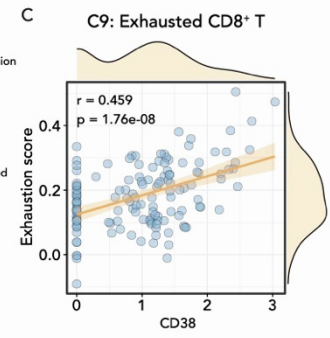 C
C9: Exhausted CD8⁺ T
ion
r = 0.459
p = 1.76e-08
0.4
0.2
0.0
d
Exhaustion score
0 1 2 3
CD38